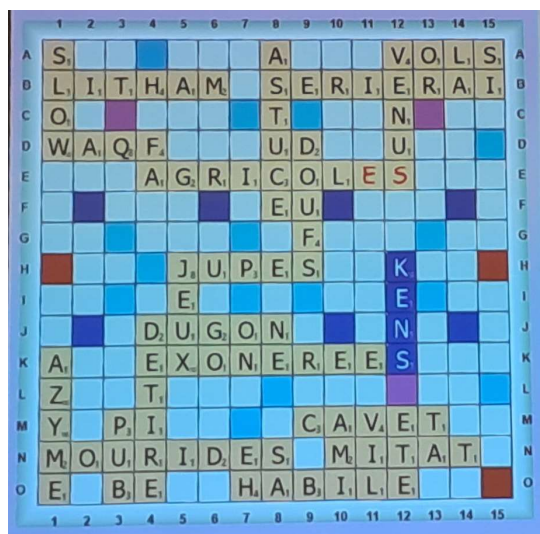 1 2 3 4 5 6 7 8 9 10 11 12 13 14 15
A S A V O L S A
B L I T H A M S E R I E R A I B
C O T N C
D W A Q F U D U D
E A G R I C O L E S E
F E U F
G F G
H J U P E S K H
I E E I
J D U G O N N J
K A E X O N E R E E S K
L Z T L
M Y P I C A V E T M
N M O U R I D E S M I T A T N
O E B E H A B I L E O
1 2 3 4 5 6 7 8 9 10 11 12 13 14 15